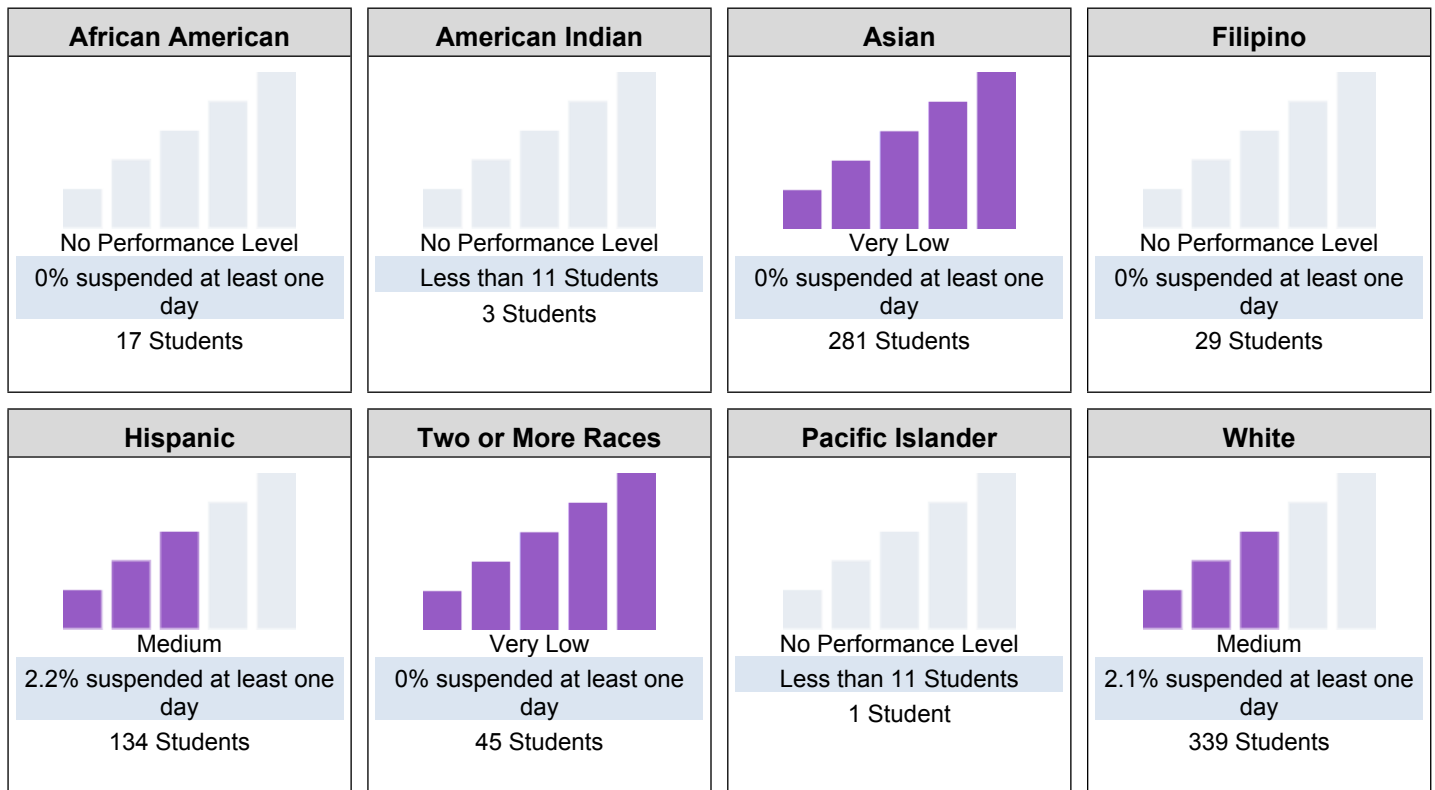 African American
No Performance Level
0% suspended at least one
day
17 Students
American Indian
No Performance Level
Less than 11 Students
3 Students
Asian
Very Low
0% suspended at least one
day
281 Students
Filipino
No Performance Level
0% suspended at least one
day
29 Students
Hispanic
Medium
2.2% suspended at least one
day
134 Students
Two or More Races
Very Low
0% suspended at least one
day
45 Students
Pacific Islander
No Performance Level
Less than 11 Students
1 Student
White
Medium
2.1% suspended at least one
day
339 Students